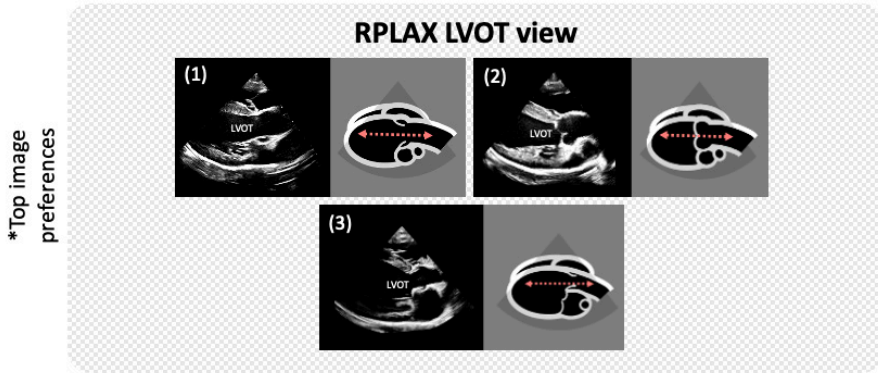 RPLAX LVOT view
*Top image
preferences
(1)
LVOT
(2)
LVOT
(3)
LVOT